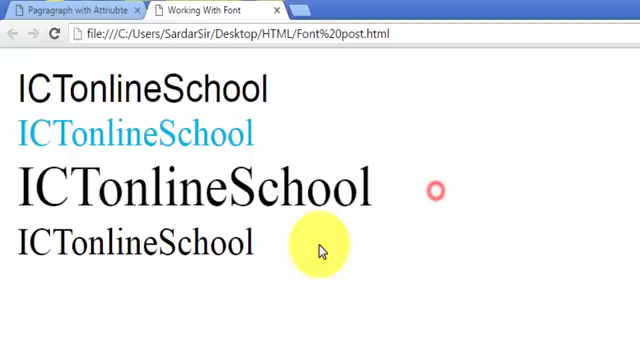 Pagragraph with Attriubte
Working With Font
file:///C:/Users/SardarSir/Desktop/HTML/Font%20post.html
ICTonlineSchool
ICTonlineSchool
ICTonlineSchool
ICTonlineSchool